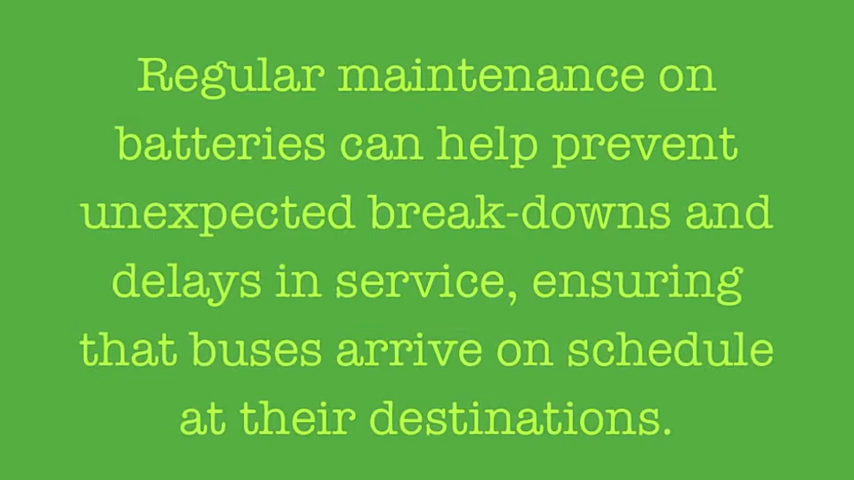 Regular maintenance on
batteries can help prevent
unexpected break-downs and
delays in service, ensuring
that buses arrive on schedule
at their destinations.